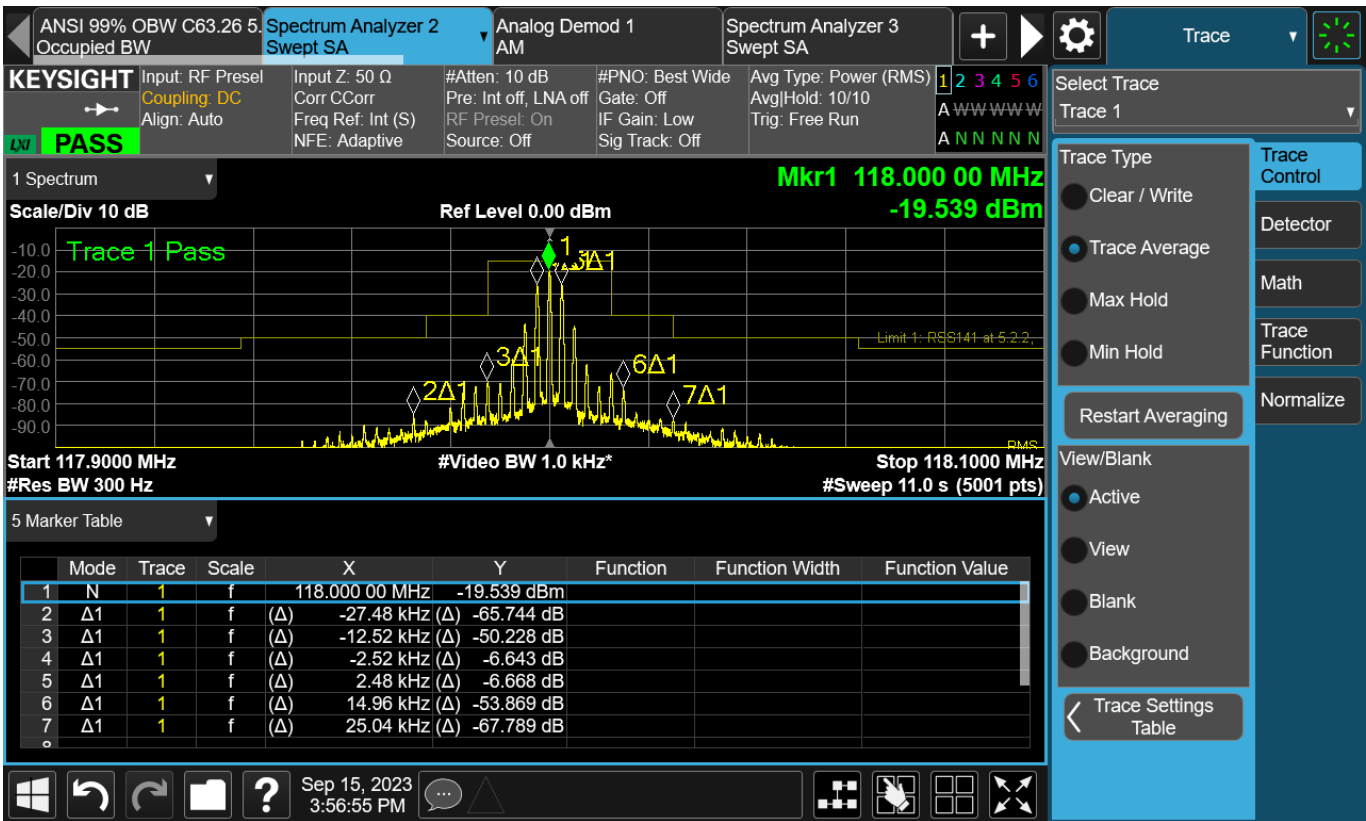 ANSI 99% OBW C63.26 5.
Occupied BW
Spectrum Analyzer 2
Swept SA
Analog Demod 1
AM
Spectrum Analyzer 3
Swept SA
Trace
KEYSIGHT
LXI
PASS
Input: RF Presel
Coupling: DC
Align: Auto
Input Z: 50 Ω
Corr CCorr
Freq Ref: Int (S)
NFE: Adaptive
#Atten: 10 dB
Pre: Int off, LNA off
RF Presel: On
Source: Off
#PNO: Best Wide
Gate: Off
IF Gain: Low
Sig Track: Off
Avg Type: Power (RMS)
Avg|Hold: 10/10
Trig: Free Run
1 2 3 4 5 6
A W W W W W
A N N N N N
1 Spectrum
Mkr1 118.000 00 MHz
-19.539 dBm
Scale/Div 10 dB
Ref Level 0.00 dBm
Trace 1 Pass
-10.0
-20.0
-30.0
-40.0
-50.0
-60.0
-70.0
-80.0
-90.0
1
3Δ1
Limit 1: RSS141 at 5.2.2,
3Δ1
6Δ1
2Δ1
7Δ1
RMS
Start 117.9000 MHz
#Video BW 1.0 kHz*
Stop 118.1000 MHz
#Res BW 300 Hz
#Sweep 11.0 s (5001 pts)
5 Marker Table
Mode Trace Scale X Y Function Function Width Function Value
1 N 1 f 118.000 00 MHz -19.539 dBm
2 Δ1 1 f (Δ) -27.48 kHz (Δ) -65.744 dB
3 Δ1 1 f (Δ) -12.52 kHz (Δ) -50.228 dB
4 Δ1 1 f (Δ) -2.52 kHz (Δ) -6.643 dB
5 Δ1 1 f (Δ) 2.48 kHz (Δ) -6.668 dB
6 Δ1 1 f (Δ) 14.96 kHz (Δ) -53.869 dB
7 Δ1 1 f (Δ) 25.04 kHz (Δ) -67.789 dB
8
Sep 15, 2023
3:56:55 PM
Select Trace
Trace 1
Trace Type
Clear / Write
Trace Average
Max Hold
Min Hold
Restart Averaging
View/Blank
Active
View
Blank
Background
Trace Settings
Table
Trace
Control
Detector
Math
Trace
Function
Normalize